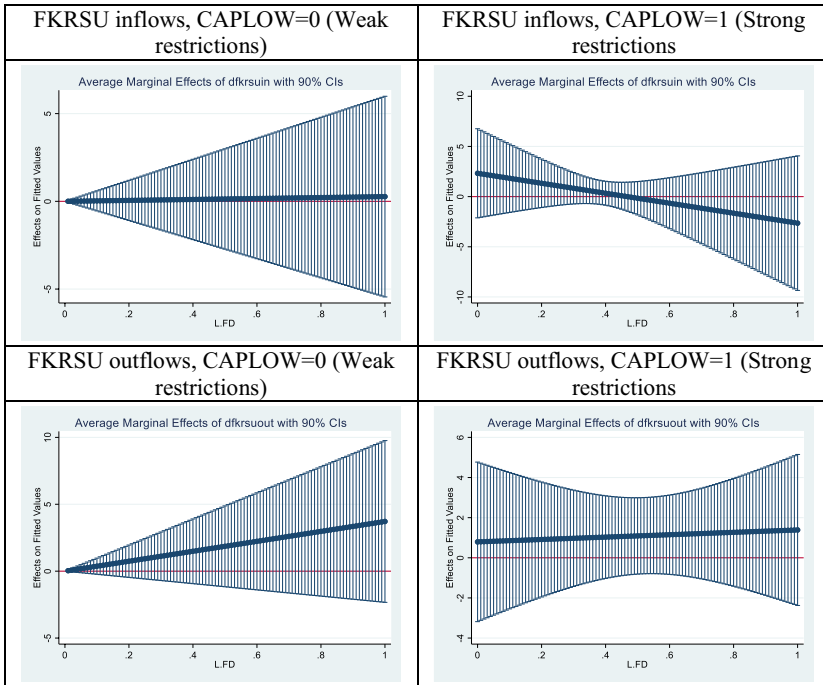 FKRSU inflows, CAPLOW=0 (Weak
restrictions)
FKRSU inflows, CAPLOW=1 (Strong
restrictions
Average Marginal Effects of dfkrsuin with 90% CIs
Effects on Fitted Values
5
0
-5
0 .2 .4 .6 .8 1
L.FD
Average Marginal Effects of dfkrsuin with 90% CIs
Effects on Fitted Values
10
5
0
-5
-10
0 .2 .4 .6 .8 1
L.FD
FKRSU outflows, CAPLOW=0 (Weak
restrictions)
FKRSU outflows, CAPLOW=1 (Strong
restrictions
Average Marginal Effects of dfkrsuout with 90% CIs
Effects on Fitted Values
10
5
0
-5
0 .2 .4 .6 .8 1
L.FD
Average Marginal Effects of dfkrsuout with 90% CIs
Effects on Fitted Values
6
4
2
0
-2
-4
0 .2 .4 .6 .8 1
L.FD